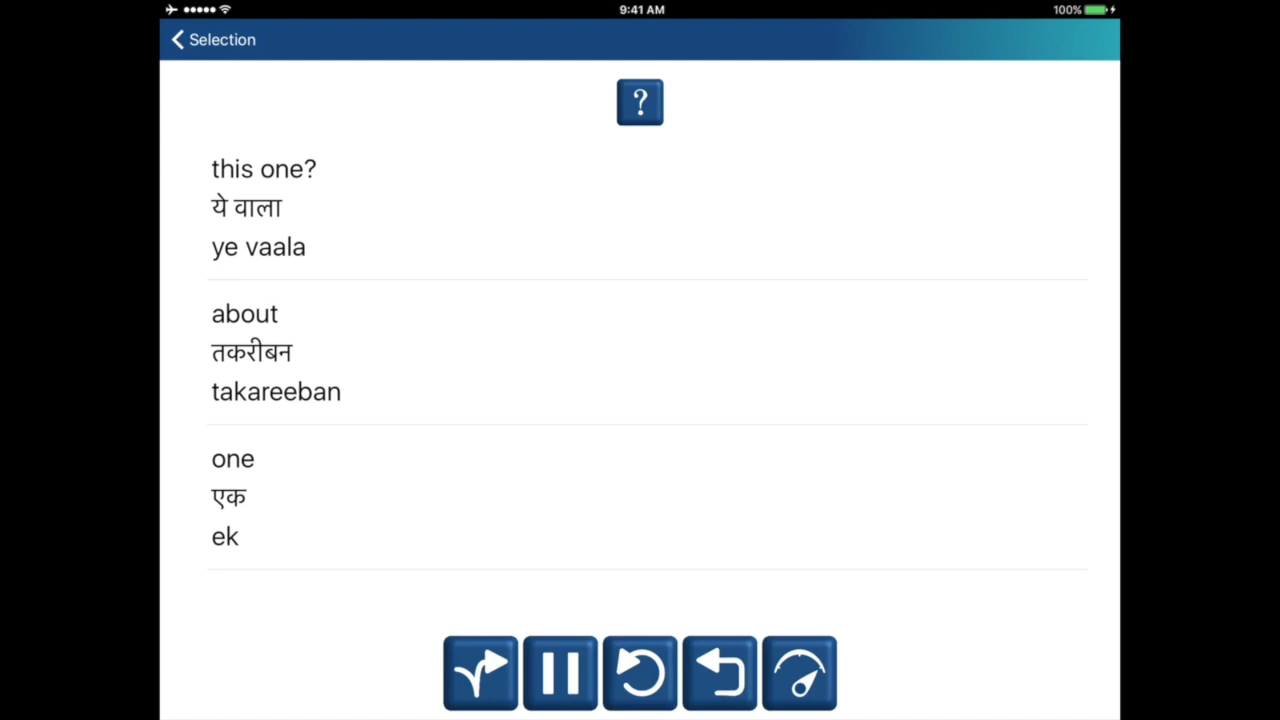 9:41 AM
100%
Selection
?
this one?
ये वाला
ye vaala
about
तकरीबन
takareeban
one
एक
ek